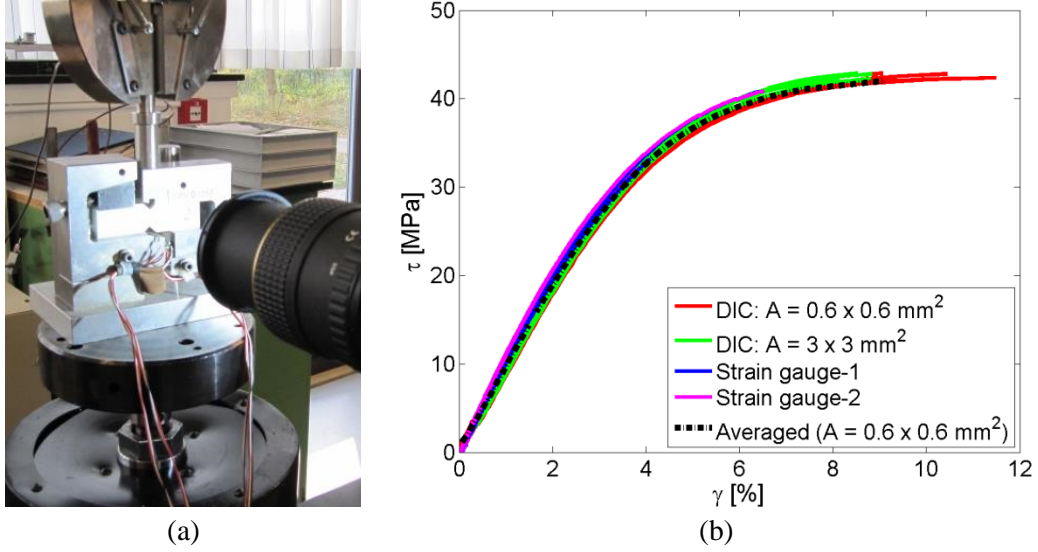 50
40
30
20
10
0
τ [MPa]
0 2 4 6 8 10 12
γ [%]
DIC: A = 0.6 x 0.6 mm²
DIC: A = 3 x 3 mm²
Strain gauge-1
Strain gauge-2
Averaged (A = 0.6 x 0.6 mm²)
(a) (b)